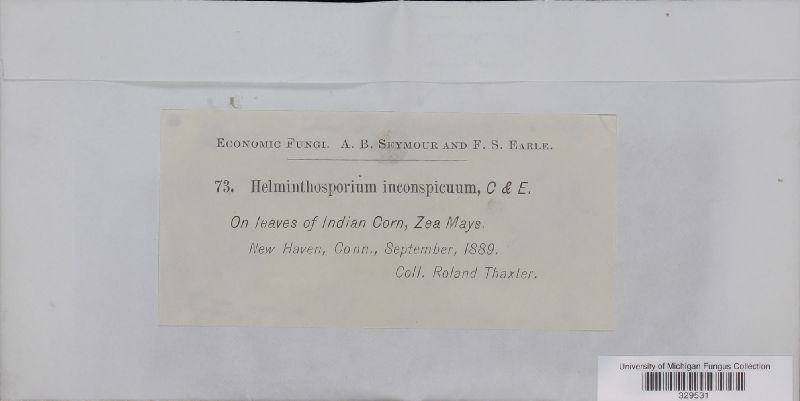 Economic Fungi. A. B. Seymour and F. S. Earle.
73. Helminthosporium inconspicuum, C & E.
On leaves of Indian Corn, Zea Mays.
New Haven, Conn., September, 1889.
Coll. Roland Thaxter.
University of Michigan Fungus Collection
329531